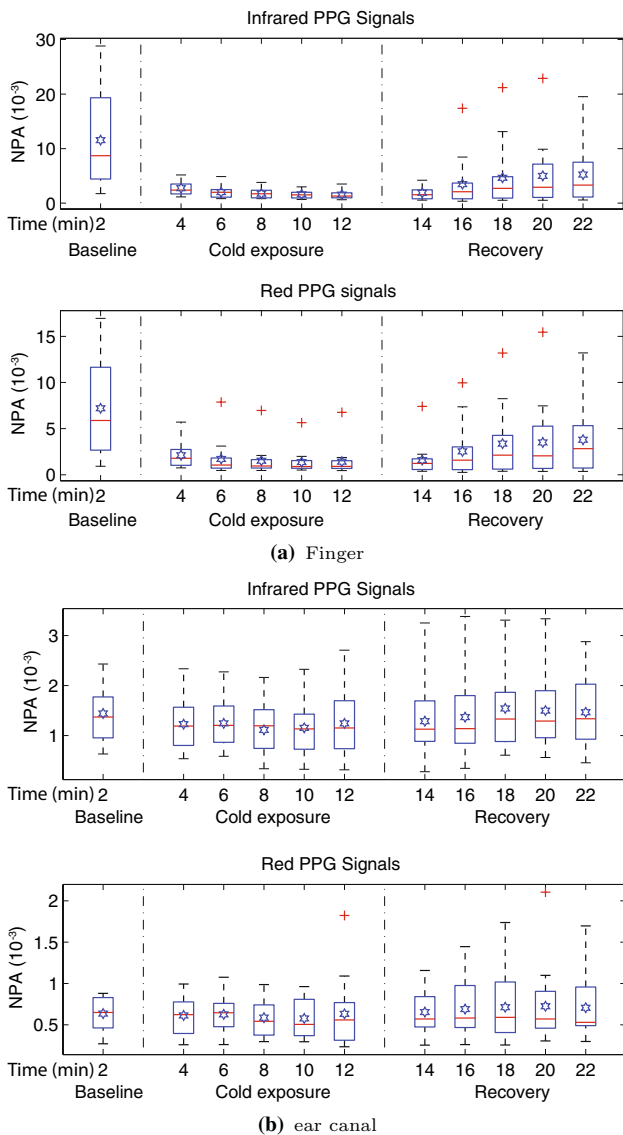 Infrared PPG Signals
NPA (10-3)
30
20
10
0
Time (min) 2 4 6 8 10 12 14 16 18 20 22
Baseline Cold exposure Recovery
Red PPG signals
NPA (10-3)
15
10
5
0
Time (min) 2 4 6 8 10 12 14 16 18 20 22
Baseline Cold exposure Recovery
(a) Finger
Infrared PPG Signals
NPA (10-3)
3
2
1
Time (min) 2 4 6 8 10 12 14 16 18 20 22
Baseline Cold exposure Recovery
Red PPG Signals
NPA (10-3)
2
1.5
1
0.5
Time (min) 2 4 6 8 10 12 14 16 18 20 22
Baseline Cold exposure Recovery
(b) ear canal